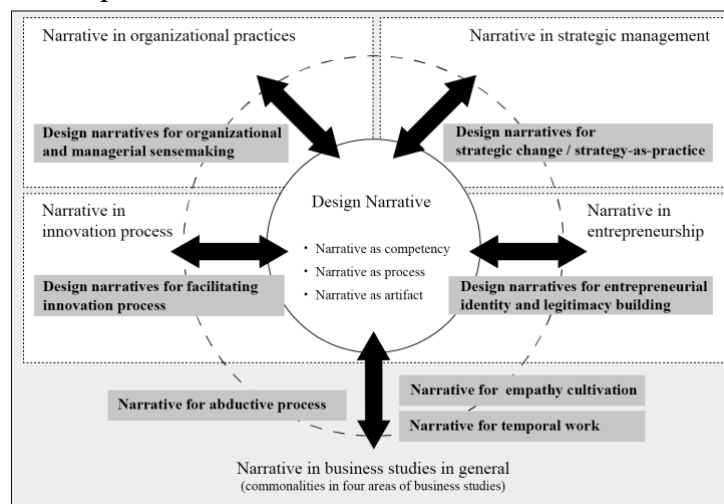 Narrative in organizational practices
Narrative in strategic management
Design narratives for organizational
and managerial sensemaking
Design narratives for
strategic change / strategy-as-practice
Design Narrative
・ Narrative as competency
・ Narrative as process
・ Narrative as artifact
Narrative in
innovation process
Narrative in
entrepreneurship
Design narratives for facilitating
innovation process
Design narratives for entrepreneurial
identity and legitimacy building
Narrative for abductive process
Narrative for empathy cultivation
Narrative for temporal work
Narrative in business studies in general
(commonalities in four areas of business studies)